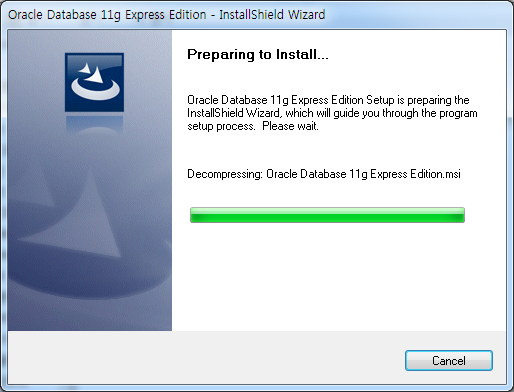 Oracle Database 11g Express Edition - InstallShield Wizard
Preparing to Install...
Oracle Database 11g Express Edition Setup is preparing the
InstallShield Wizard, which will guide you through the program
setup process.  Please wait.
Decompressing: Oracle Database 11g Express Edition.msi
Cancel